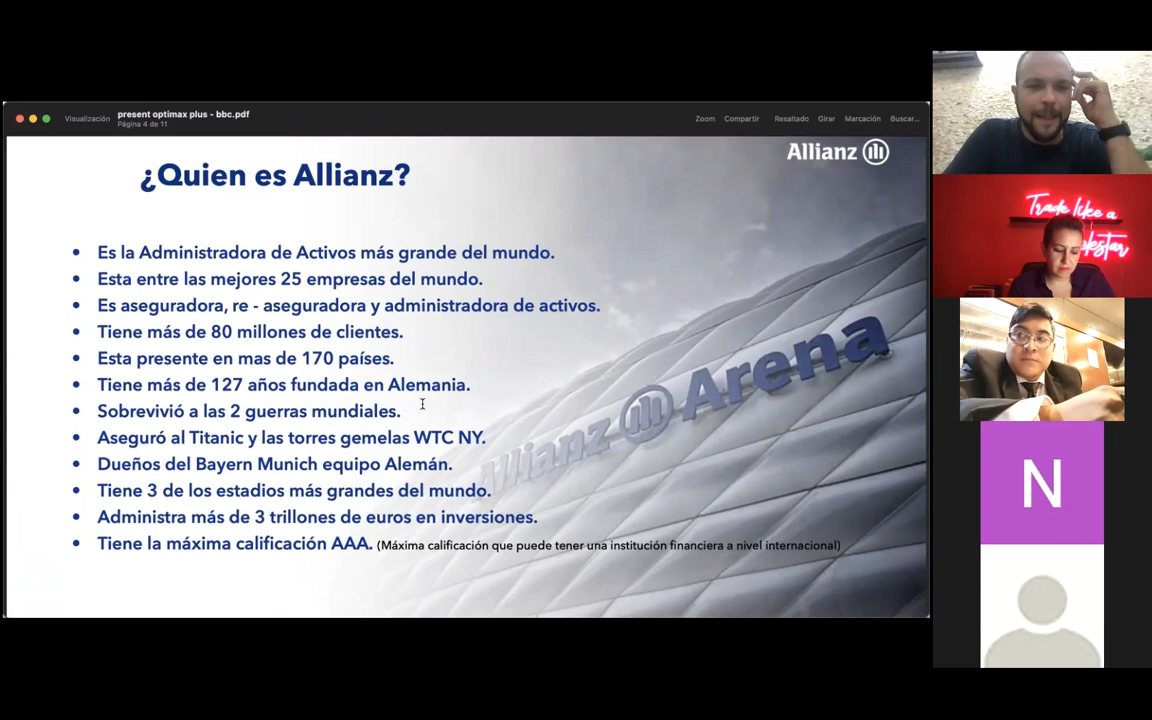 Visualización
present optimax plus - bbc.pdf
Página 4 de 11
Zoom Compartir Resaltado Girar Marcación Buscar...
Allianz
¿Quien es Allianz?
• Es la Administradora de Activos más grande del mundo.
• Esta entre las mejores 25 empresas del mundo.
• Es aseguradora, re - aseguradora y administradora de activos.
• Tiene más de 80 millones de clientes.
• Esta presente en mas de 170 países.
• Tiene más de 127 años fundada en Alemania.
• Sobrevivió a las 2 guerras mundiales.
• Aseguró al Titanic y las torres gemelas WTC NY.
• Dueños del Bayern Munich equipo Alemán.
• Tiene 3 de los estadios más grandes del mundo.
• Administra más de 3 trillones de euros en inversiones.
• Tiene la máxima calificación AAA. (Máxima calificación que puede tener una institución financiera a nivel internacional)
Allianz Arena
Trade like a
N